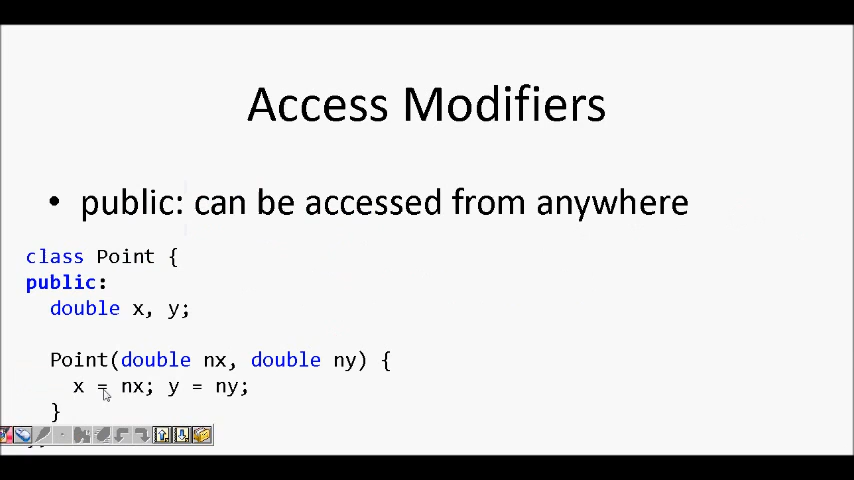 Access Modifiers
• public: can be accessed from anywhere
class Point {
public:
double x, y;
Point(double nx, double ny) {
x = nx; y = ny;
}